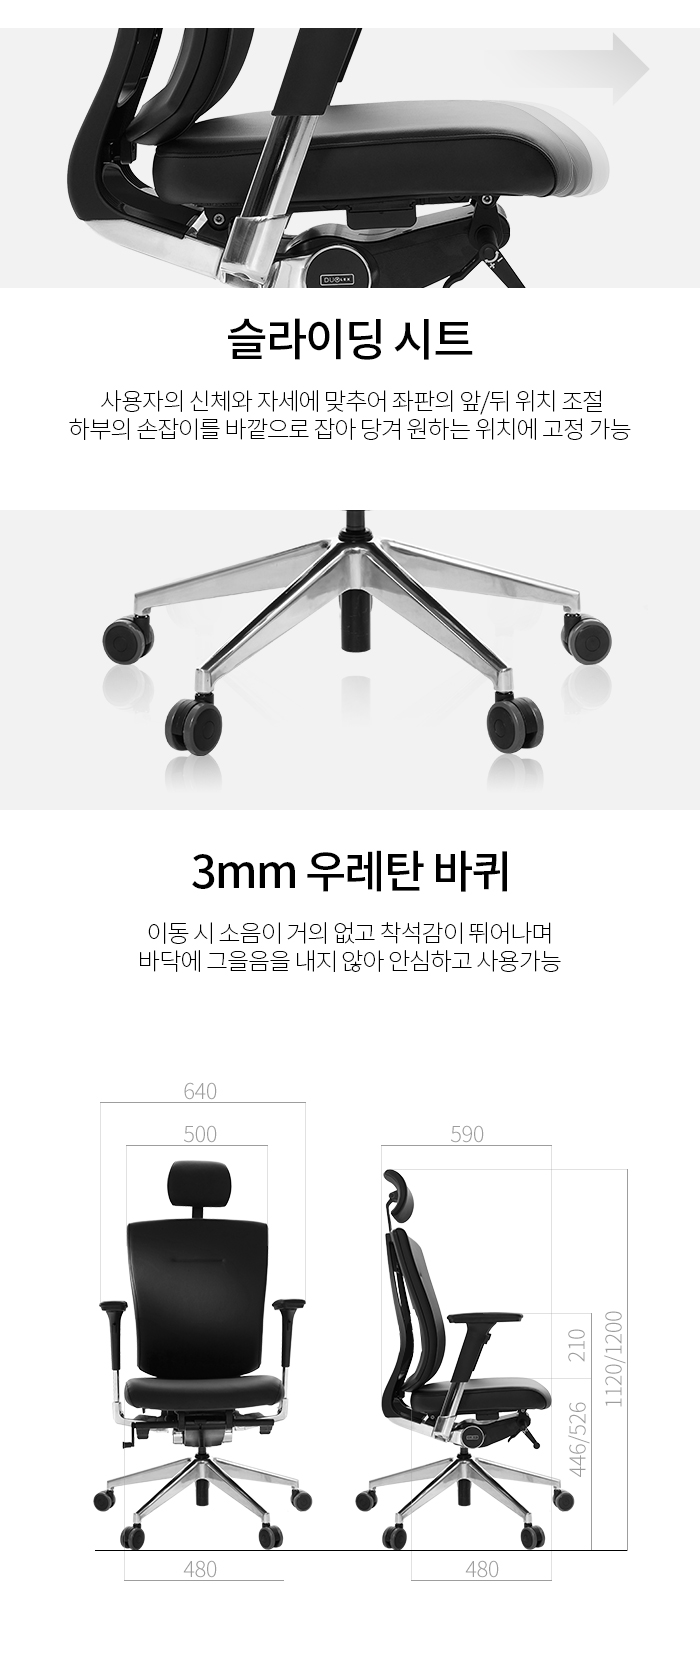 DUOFLEX
슬라이딩 시트
사용자의 신체와 자세에 맞추어 좌판의 앞/뒤 위치 조절
하부의 손잡이를 바깥으로 잡아 당겨 원하는 위치에 고정 가능
3mm 우레탄 바퀴
이동 시 소음이 거의 없고 착석감이 뛰어나며
바닥에 그을음을 내지 않아 안심하고 사용가능
640
500
590
210
1120/1200
446/526
480
480